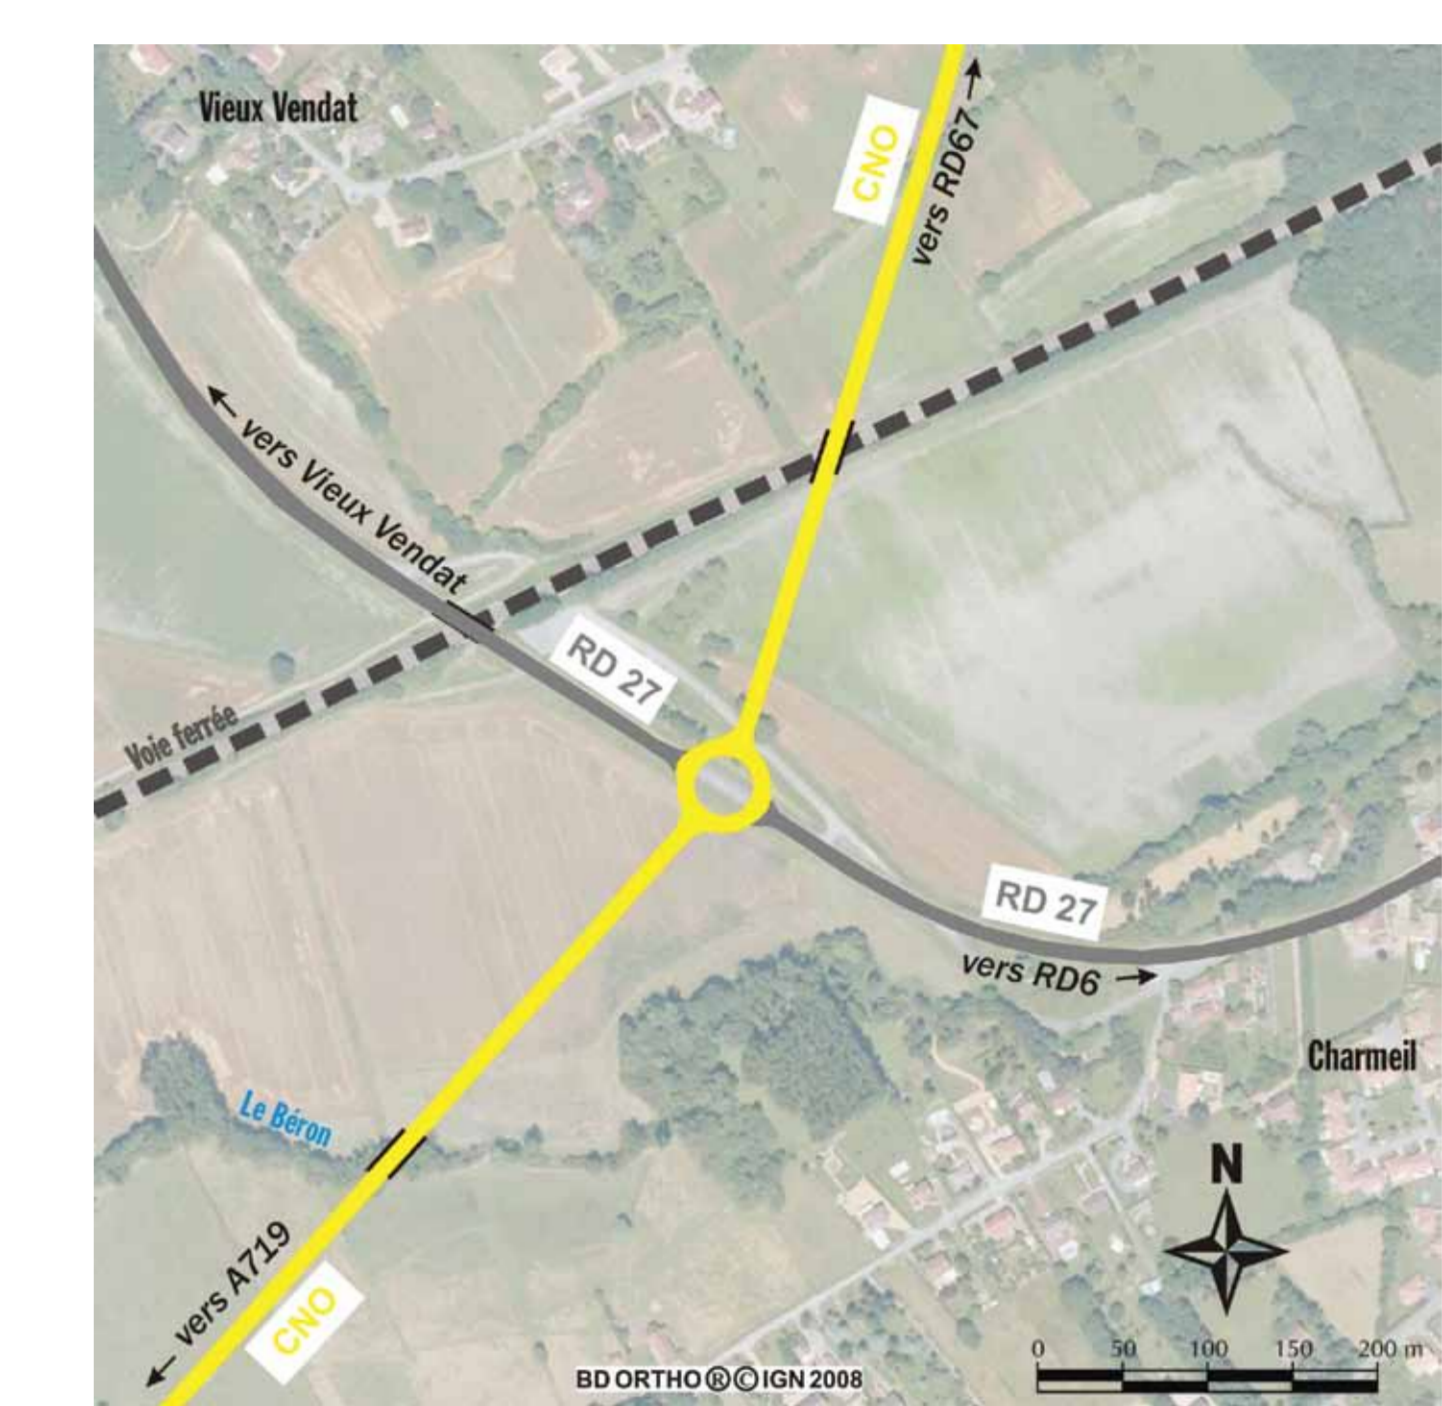 Vieux Vendat
CNO
vers RD67
vers Vieux Vendat
RD 27
Voie ferrée
RD 27
vers RD6
Charmeil
Le Béron
N
vers A719
CNO
0 50 100 150 200 m
BD ORTHO®©IGN 2008